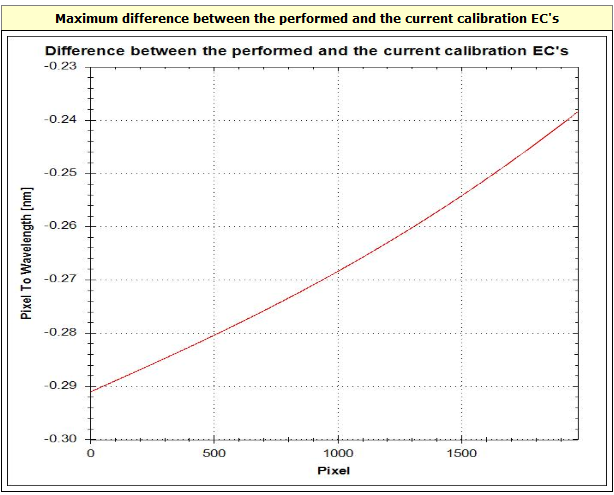 Maximum difference between the performed and the current calibration EC's
Difference between the performed and the current calibration EC's
-0.23
-0.24
-0.25
-0.26
-0.27
-0.28
-0.29
-0.30
Pixel To Wavelength [nm]
0 500 1000 1500
Pixel